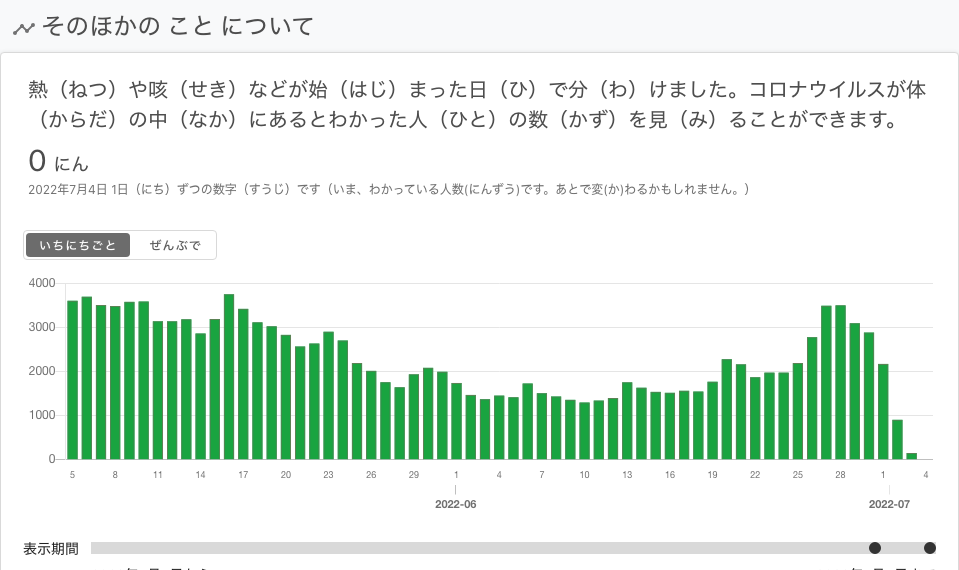 そのほかの こと について
熱（ねつ）や咳（せき）などが始（はじ）まった日（ひ）で分（わ）けました。コロナウイルスが体
（からだ）の中（なか）にあるとわかった人（ひと）の数（かず）を見（み）ることができます。
0 にん
2022年7月4日 1日（にち）ずつの数字（すうじ）です（いま、わかっている人数(にんずう)です。あとで変(か)わるかもしれません。）
いちにちごと ぜんぶで
4000
3000
2000
1000
0
5 8 11 14 17 20 23 26 29 1 4 7 10 13 16 19 22 25 28 1 4
2022-06 2022-07
表示期間